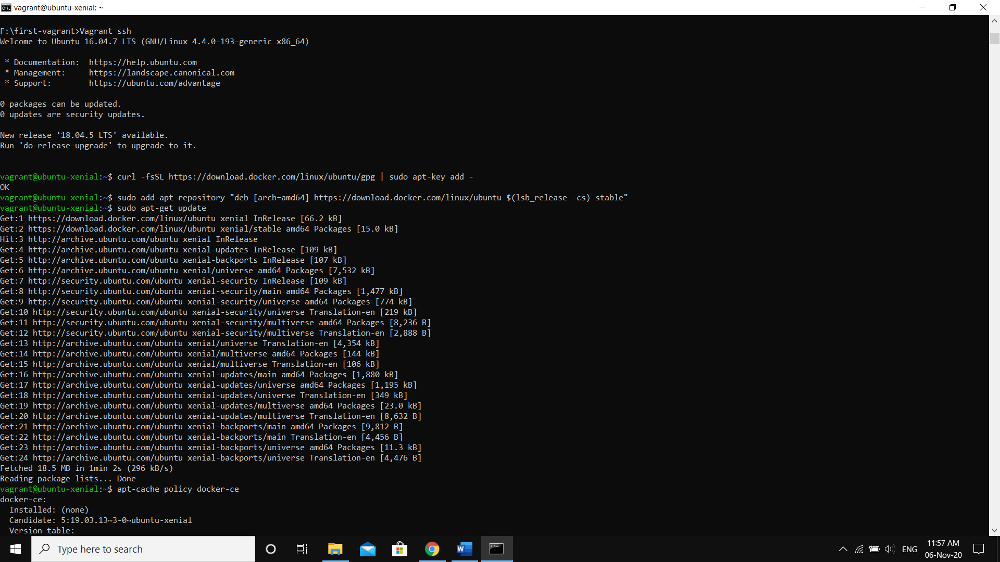 vagrant@ubuntu-xenial: ~
F:\first-vagrant>Vagrant ssh
Welcome to Ubuntu 16.04.7 LTS (GNU/Linux 4.4.0-193-generic x86_64)
* Documentation:  https://help.ubuntu.com
* Management:     https://landscape.canonical.com
* Support:        https://ubuntu.com/advantage
0 packages can be updated.
0 updates are security updates.
New release '18.04.5 LTS' available.
Run 'do-release-upgrade' to upgrade to it.
vagrant@ubuntu-xenial:~$ curl -fsSL https://download.docker.com/linux/ubuntu/gpg | sudo apt-key add -
OK
vagrant@ubuntu-xenial:~$ sudo add-apt-repository "deb [arch=amd64] https://download.docker.com/linux/ubuntu $(lsb_release -cs) stable"
vagrant@ubuntu-xenial:~$ sudo apt-get update
Get:1 https://download.docker.com/linux/ubuntu xenial InRelease [66.2 kB]
Get:2 https://download.docker.com/linux/ubuntu xenial/stable amd64 Packages [15.0 kB]
Hit:3 http://archive.ubuntu.com/ubuntu xenial InRelease
Get:4 http://archive.ubuntu.com/ubuntu xenial-updates InRelease [109 kB]
Get:5 http://archive.ubuntu.com/ubuntu xenial-backports InRelease [107 kB]
Get:6 http://archive.ubuntu.com/ubuntu xenial/universe amd64 Packages [7,532 kB]
Get:7 http://security.ubuntu.com/ubuntu xenial-security InRelease [109 kB]
Get:8 http://security.ubuntu.com/ubuntu xenial-security/main amd64 Packages [1,477 kB]
Get:9 http://security.ubuntu.com/ubuntu xenial-security/universe amd64 Packages [774 kB]
Get:10 http://security.ubuntu.com/ubuntu xenial-security/universe Translation-en [219 kB]
Get:11 http://security.ubuntu.com/ubuntu xenial-security/multiverse amd64 Packages [8,236 B]
Get:12 http://security.ubuntu.com/ubuntu xenial-security/multiverse Translation-en [2,888 B]
Get:13 http://archive.ubuntu.com/ubuntu xenial/universe Translation-en [4,354 kB]
Get:14 http://archive.ubuntu.com/ubuntu xenial/multiverse amd64 Packages [144 kB]
Get:15 http://archive.ubuntu.com/ubuntu xenial/multiverse Translation-en [106 kB]
Get:16 http://archive.ubuntu.com/ubuntu xenial-updates/main amd64 Packages [1,880 kB]
Get:17 http://archive.ubuntu.com/ubuntu xenial-updates/universe amd64 Packages [1,195 kB]
Get:18 http://archive.ubuntu.com/ubuntu xenial-updates/universe Translation-en [349 kB]
Get:19 http://archive.ubuntu.com/ubuntu xenial-updates/multiverse amd64 Packages [23.0 kB]
Get:20 http://archive.ubuntu.com/ubuntu xenial-updates/multiverse Translation-en [8,632 B]
Get:21 http://archive.ubuntu.com/ubuntu xenial-backports/main amd64 Packages [9,812 B]
Get:22 http://archive.ubuntu.com/ubuntu xenial-backports/main Translation-en [4,456 B]
Get:23 http://archive.ubuntu.com/ubuntu xenial-backports/universe amd64 Packages [11.3 kB]
Get:24 http://archive.ubuntu.com/ubuntu xenial-backports/universe Translation-en [4,476 B]
Fetched 18.5 MB in 1min 2s (296 kB/s)
Reading package lists... Done
vagrant@ubuntu-xenial:~$ apt-cache policy docker-ce
docker-ce:
  Installed: (none)
  Candidate: 5:19.03.13~3-0~ubuntu-xenial
  Version table:
Type here to search
ENG
11:57 AM
06-Nov-20